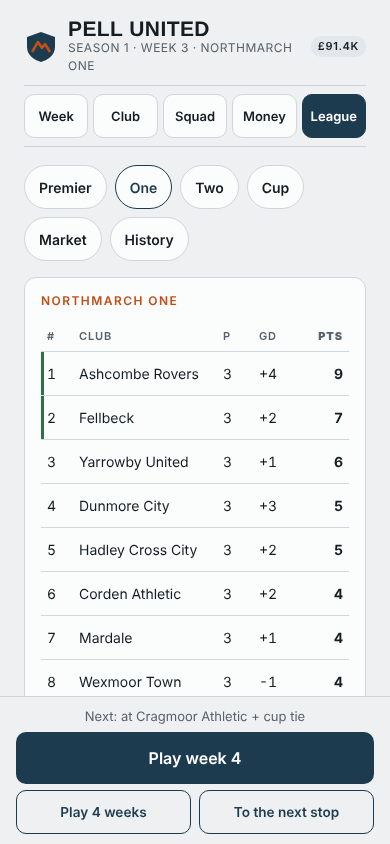 PELL UNITED
SEASON 1 · WEEK 3 · NORTHMARCH
ONE
£91.4K
Week Club Squad Money League
Premier One Two Cup
Market History
NORTHMARCH ONE
# CLUB P GD PTS
1 Ashcombe Rovers 3 +4 9
2 Fellbeck 3 +2 7
3 Yarrowby United 3 +1 6
4 Dunmore City 3 +3 5
5 Hadley Cross City 3 +2 5
6 Corden Athletic 3 +2 4
7 Mardale 3 +1 4
8 Wexmoor Town 3 -1 4
Next: at Cragmoor Athletic + cup tie
Play week 4
Play 4 weeks To the next stop